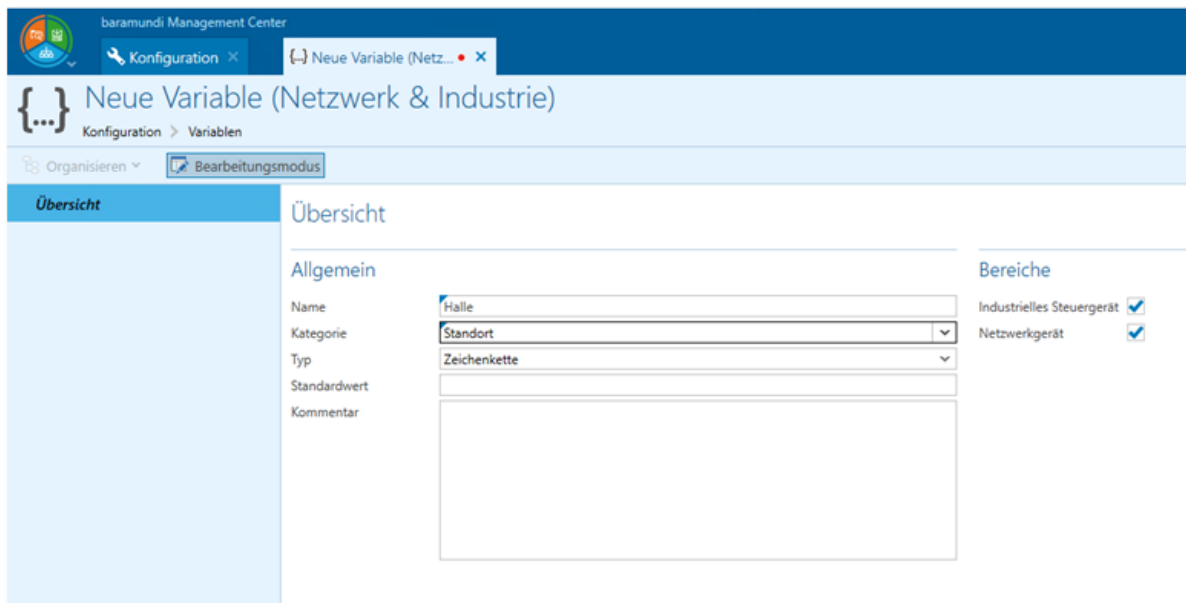 baramundi Management Center
Konfiguration
{...} Neue Variable (Netz...
{...} Neue Variable (Netzwerk & Industrie)
Konfiguration > Variablen
Organisieren
Bearbeitungsmodus
Übersicht
Übersicht
Allgemein
Name Halle
Kategorie Standort
Typ Zeichenkette
Standardwert
Kommentar
Bereiche
Industrielles Steuergerät
Netzwerkgerät